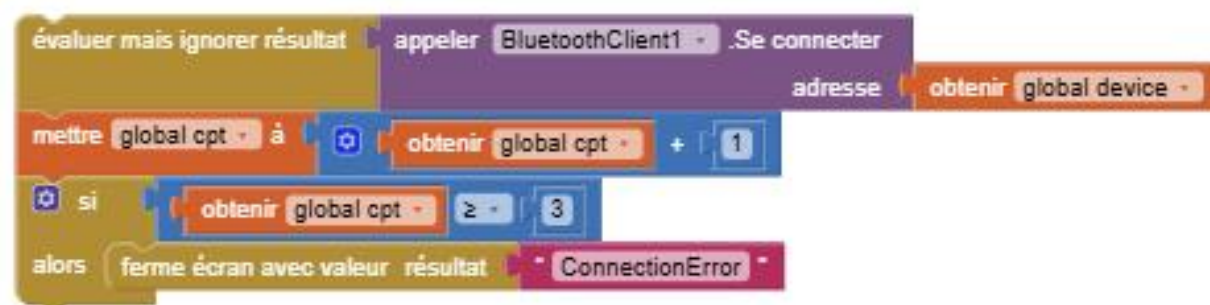 évaluer mais ignorer résultat appeler BluetoothClient1 .Se connecter
adresse obtenir global device
mettre global cpt à obtenir global cpt + 1
si obtenir global cpt ≥ 3
alors ferme écran avec valeur résultat " ConnectionError "